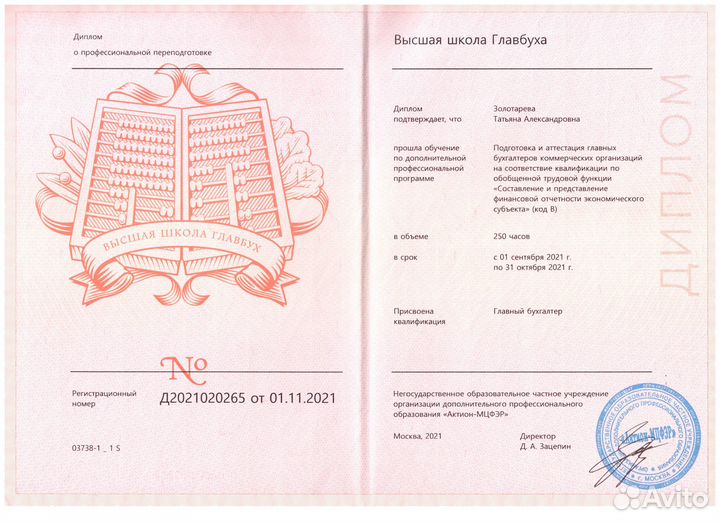 Диплом
о профессиональной переподготовке
ВЫСШАЯ ШКОЛА ГЛАВБУХ
№
Регистрационный
номер
Д2021020265 от 01.11.2021
03738-1 _ 1 S
Высшая школа Главбуха
Диплом
подтверждает, что
Золотарева
Татьяна Александровна
прошла обучение
по дополнительной
профессиональной
программе
Подготовка и аттестация главных
бухгалтеров коммерческих организаций
на соответствие квалификации по
обобщенной трудовой функции
«Составление и представление
финансовой отчетности экономического
субъекта» (код В)
в объеме
250 часов
в срок
с 01 сентября 2021 г.
по 31 октября 2021 г.
Присвоена
квалификация
Главный бухгалтер
Негосударственное образовательное частное учреждение
организации дополнительного профессионального
образования «Актион-МЦФЭР»
Москва, 2021
Директор
Д. А. Зацепин
ДИПЛОМ
«Актион-МЦФЭР»
г. МОСКВА
Avito